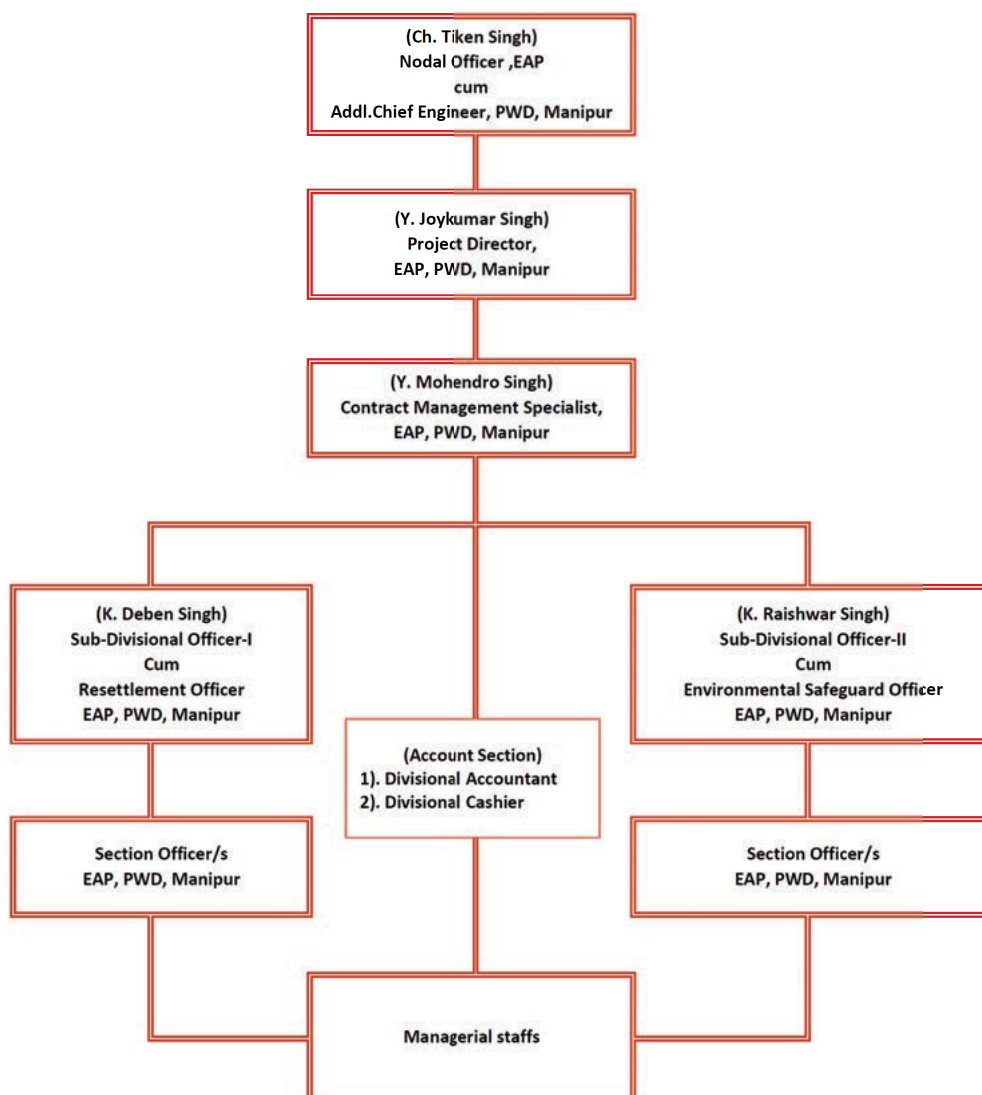 (Ch. Tiken Singh)
Nodal Officer ,EAP
cum
Addl.Chief Engineer, PWD, Manipur
(Y. Joykumar Singh)
Project Director,
EAP, PWD, Manipur
(Y. Mohendro Singh)
Contract Management Specialist,
EAP, PWD, Manipur
(K. Deben Singh)
Sub-Divisional Officer-I
Cum
Resettlement Officer
EAP, PWD, Manipur
(K. Raishwar Singh)
Sub-Divisional Officer-II
Cum
Environmental Safeguard Officer
EAP, PWD, Manipur
(Account Section)
1). Divisional Accountant
2). Divisional Cashier
Section Officer/s
EAP, PWD, Manipur
Section Officer/s
EAP, PWD, Manipur
Managerial staffs